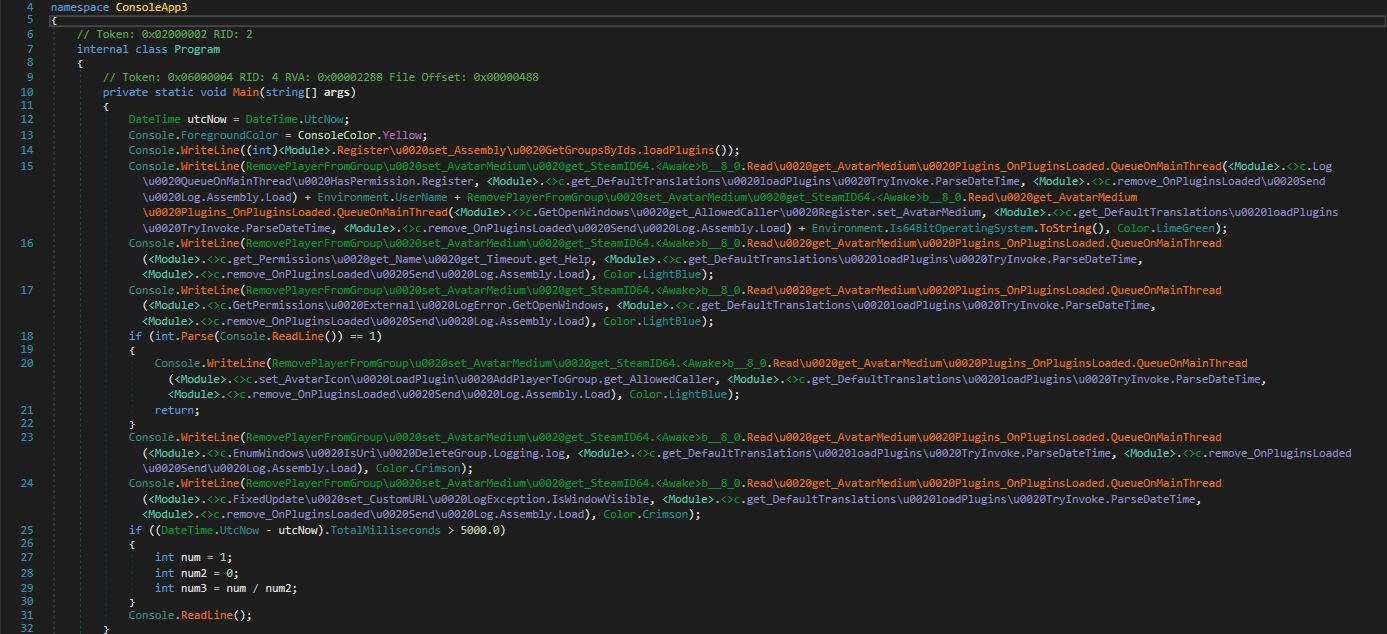 4 namespace ConsoleApp3
5 {
6 // Token: 0x02000002 RID: 2
7 internal class Program
8 {
9 // Token: 0x06000004 RID: 4 RVA: 0x00002288 File Offset: 0x00000488
10 private static void Main(string[] args)
11 {
12 DateTime utcNow = DateTime.UtcNow;
13 Console.ForegroundColor = ConsoleColor.Yellow;
14 Console.WriteLine((int)<Module>.Register\u0020set_Assembly\u0020GetGroupsByIds.loadPlugins());
15 Console.WriteLine(RemovePlayerFromGroup\u0020set_AvatarMedium\u0020get_SteamID64.<Awake>b__8_0.Read\u0020get_AvatarMedium\u0020Plugins_OnPluginsLoaded.QueueOnMainThread(<Module>.<>c.Log
\u0020QueueOnMainThread\u0020HasPermission.Register, <Module>.<>c.get_DefaultTranslations\u0020loadPlugins\u0020TryInvoke.ParseDateTime, <Module>.<>c.remove_OnPluginsLoaded\u0020Send
\u0020Log.Assembly.Load) + Environment.UserName + RemovePlayerFromGroup\u0020set_AvatarMedium\u0020get_SteamID64.<Awake>b__8_0.Read\u0020get_AvatarMedium
\u0020Plugins_OnPluginsLoaded.QueueOnMainThread(<Module>.<>c.GetOpenWindows\u0020get_AllowedCaller\u0020Register.set_AvatarMedium, <Module>.<>c.get_DefaultTranslations\u0020loadPlugins
\u0020TryInvoke.ParseDateTime, <Module>.<>c.remove_OnPluginsLoaded\u0020Send\u0020Log.Assembly.Load) + Environment.Is64BitOperatingSystem.ToString(), Color.LimeGreen);
16 Console.WriteLine(RemovePlayerFromGroup\u0020set_AvatarMedium\u0020get_SteamID64.<Awake>b__8_0.Read\u0020get_AvatarMedium\u0020Plugins_OnPluginsLoaded.QueueOnMainThread
(<Module>.<>c.get_Permissions\u0020get_Name\u0020get_Timeout.get_Help, <Module>.<>c.get_DefaultTranslations\u0020loadPlugins\u0020TryInvoke.ParseDateTime,
<Module>.<>c.remove_OnPluginsLoaded\u0020Send\u0020Log.Assembly.Load), Color.LightBlue);
17 Console.WriteLine(RemovePlayerFromGroup\u0020set_AvatarMedium\u0020get_SteamID64.<Awake>b__8_0.Read\u0020get_AvatarMedium\u0020Plugins_OnPluginsLoaded.QueueOnMainThread
(<Module>.<>c.GetPermissions\u0020External\u0020LogError.GetOpenWindows, <Module>.<>c.get_DefaultTranslations\u0020loadPlugins\u0020TryInvoke.ParseDateTime,
<Module>.<>c.remove_OnPluginsLoaded\u0020Send\u0020Log.Assembly.Load), Color.LightBlue);
18 if (int.Parse(Console.ReadLine()) == 1)
19 {
20 Console.WriteLine(RemovePlayerFromGroup\u0020set_AvatarMedium\u0020get_SteamID64.<Awake>b__8_0.Read\u0020get_AvatarMedium\u0020Plugins_OnPluginsLoaded.QueueOnMainThread
(<Module>.<>c.set_AvatarIcon\u0020LoadPlugin\u0020AddPlayerToGroup.get_AllowedCaller, <Module>.<>c.get_DefaultTranslations\u0020loadPlugins\u0020TryInvoke.ParseDateTime,
<Module>.<>c.remove_OnPluginsLoaded\u0020Send\u0020Log.Assembly.Load), Color.LightBlue);
21 return;
22 }
23 Console.WriteLine(RemovePlayerFromGroup\u0020set_AvatarMedium\u0020get_SteamID64.<Awake>b__8_0.Read\u0020get_AvatarMedium\u0020Plugins_OnPluginsLoaded.QueueOnMainThread
(<Module>.<>c.EnumWindows\u0020IsUri\u0020DeleteGroup.Logging.log, <Module>.<>c.get_DefaultTranslations\u0020loadPlugins\u0020TryInvoke.ParseDateTime, <Module>.<>c.remove_OnPluginsLoaded
\u0020Send\u0020Log.Assembly.Load), Color.Crimson);
24 Console.WriteLine(RemovePlayerFromGroup\u0020set_AvatarMedium\u0020get_SteamID64.<Awake>b__8_0.Read\u0020get_AvatarMedium\u0020Plugins_OnPluginsLoaded.QueueOnMainThread
(<Module>.<>c.FixedUpdate\u0020set_CustomURL\u0020LogException.IsWindowVisible, <Module>.<>c.get_DefaultTranslations\u0020loadPlugins\u0020TryInvoke.ParseDateTime,
<Module>.<>c.remove_OnPluginsLoaded\u0020Send\u0020Log.Assembly.Load), Color.Crimson);
25 if ((DateTime.UtcNow - utcNow).TotalMilliseconds > 5000.0)
26 {
27 int num = 1;
28 int num2 = 0;
29 int num3 = num / num2;
30 }
31 Console.ReadLine();
32 }